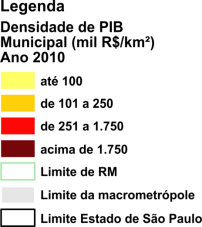 Legenda
Densidade de PIB
Municipal (mil R$/km²)
Ano 2010
até 100
de 101 a 250
de 251 a 1.750
acima de 1.750
Limite de RM
Limite da macrometrópole
Limite Estado de São Paulo